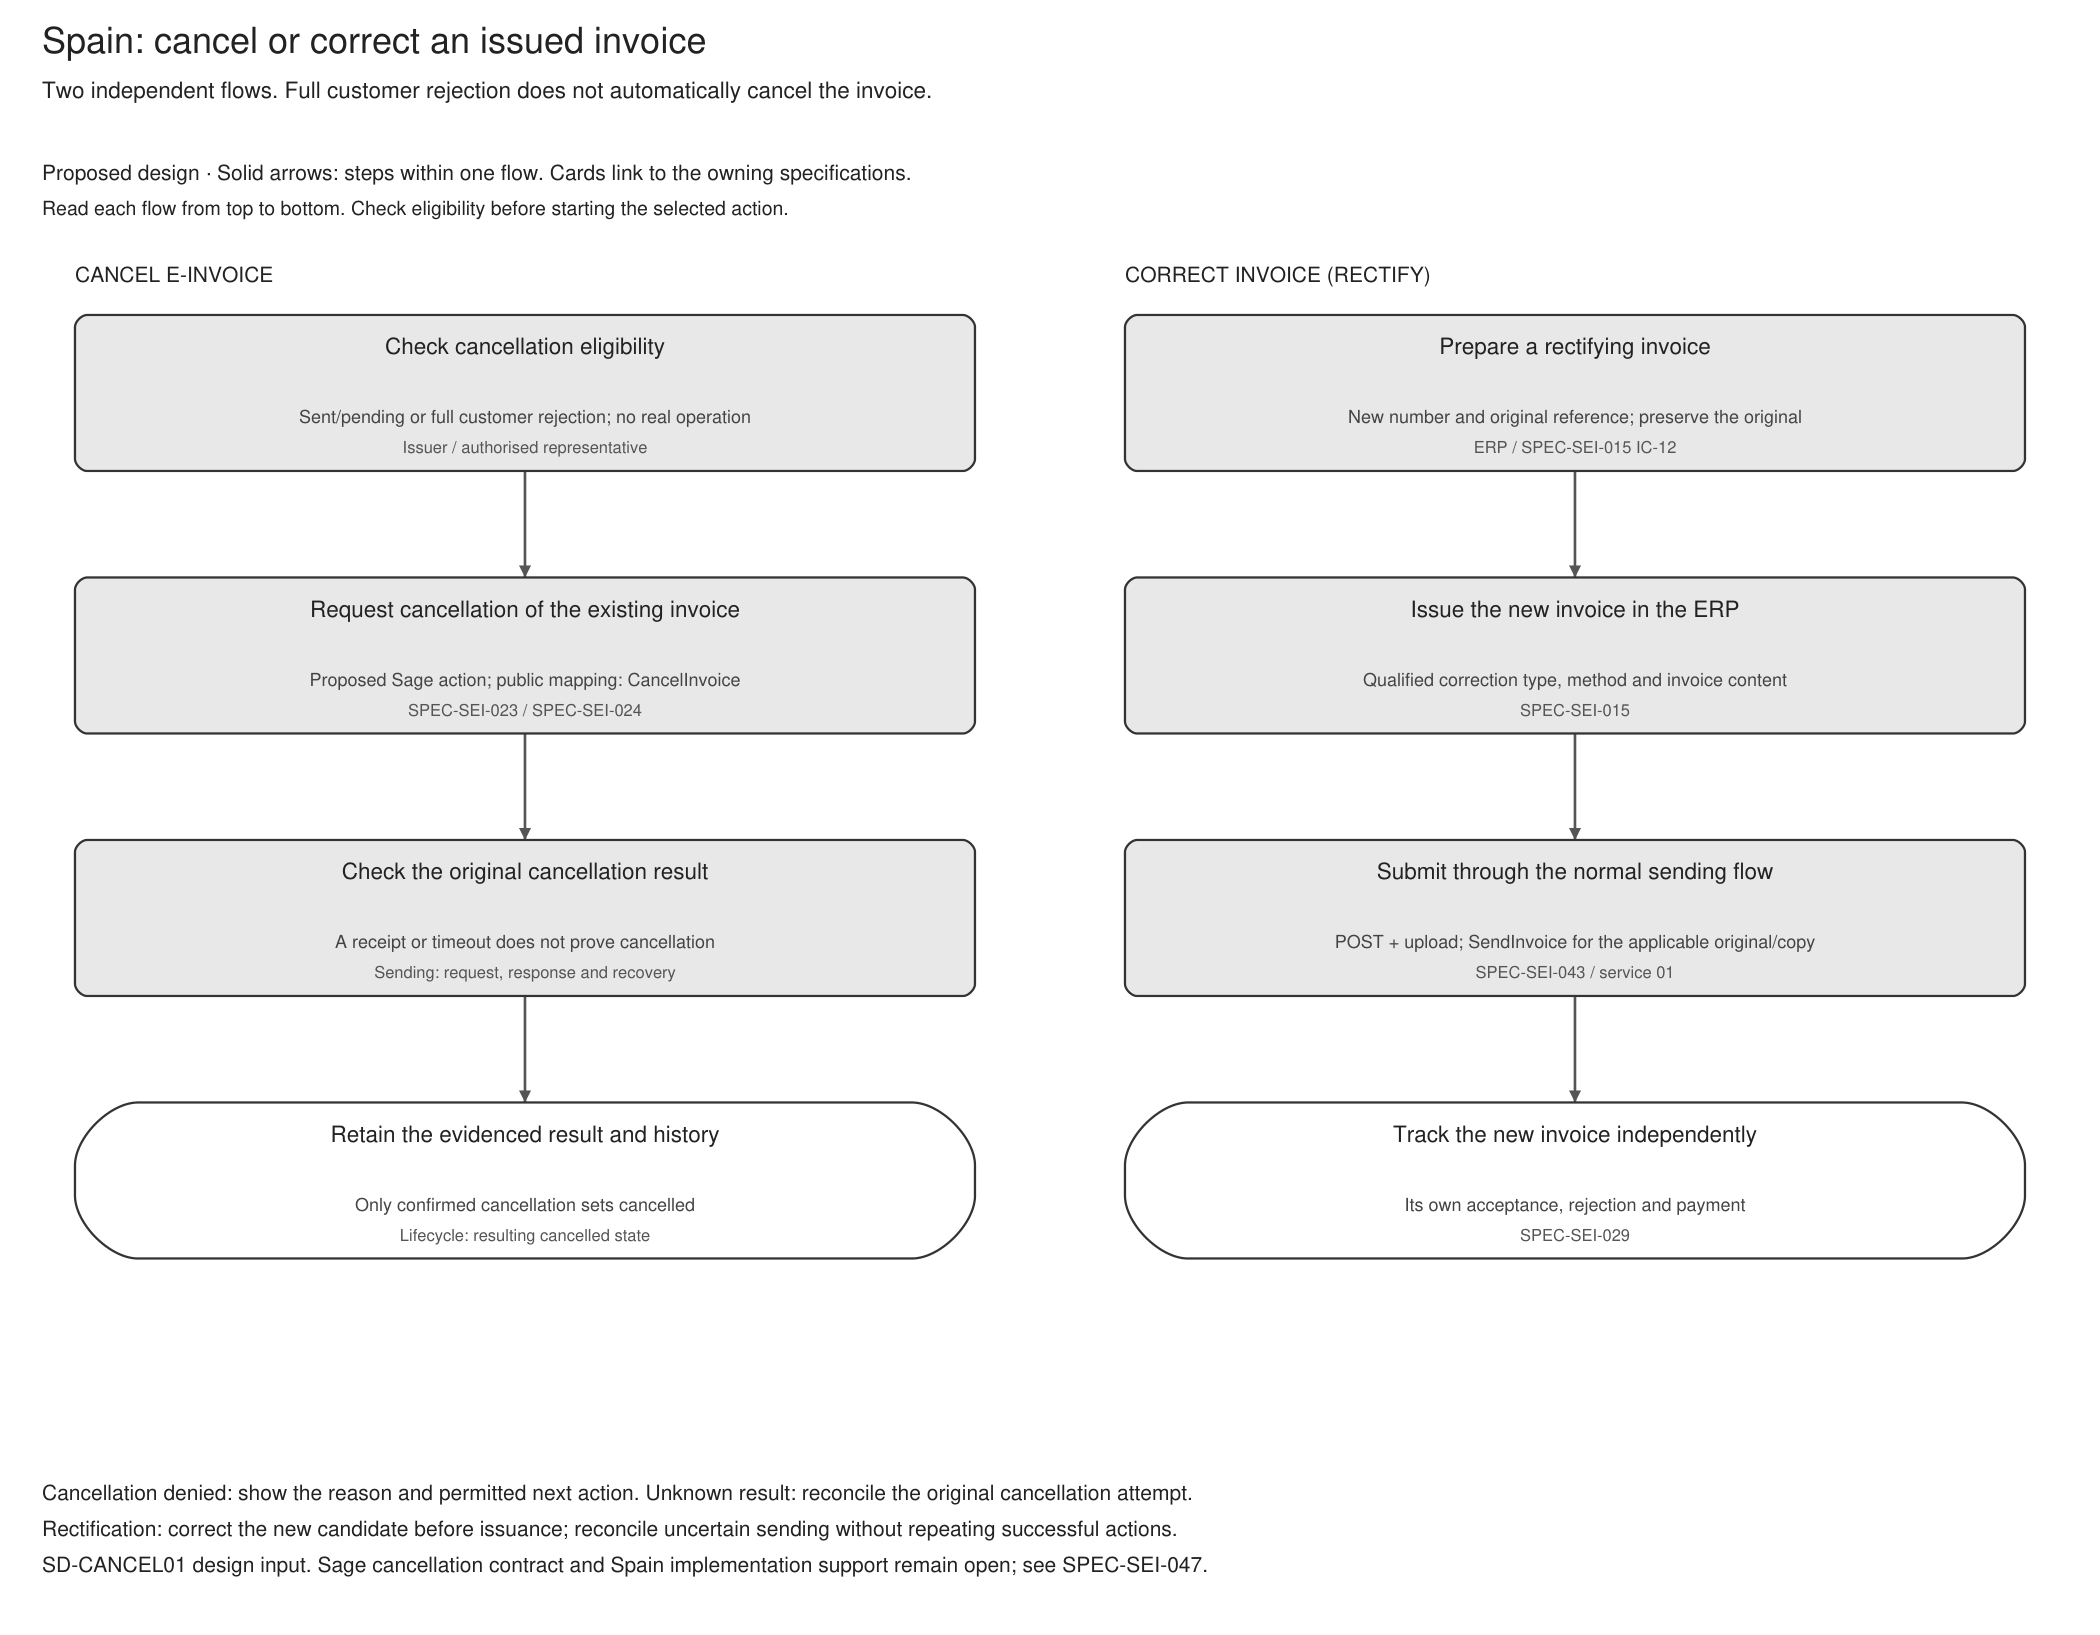 Spain: cancel or correct an issued invoice
Two independent flows. Full customer rejection does not automatically cancel the invoice.
Proposed design · Solid arrows: steps within one flow. Cards link to the owning specifications.
Read each flow from top to bottom. Check eligibility before starting the selected action.
CANCEL E-INVOICE
Check cancellation eligibility
Sent/pending or full customer rejection; no real operation
Issuer / authorised representative
Request cancellation of the existing invoice
Proposed Sage action; public mapping: CancelInvoice
SPEC-SEI-023 / SPEC-SEI-024
Check the original cancellation result
A receipt or timeout does not prove cancellation
Sending: request, response and recovery
Retain the evidenced result and history
Only confirmed cancellation sets cancelled
Lifecycle: resulting cancelled state
CORRECT INVOICE (RECTIFY)
Prepare a rectifying invoice
New number and original reference; preserve the original
ERP / SPEC-SEI-015 IC-12
Issue the new invoice in the ERP
Qualified correction type, method and invoice content
SPEC-SEI-015
Submit through the normal sending flow
POST + upload; SendInvoice for the applicable original/copy
SPEC-SEI-043 / service 01
Track the new invoice independently
Its own acceptance, rejection and payment
SPEC-SEI-029
Cancellation denied: show the reason and permitted next action. Unknown result: reconcile the original cancellation attempt.
Rectification: correct the new candidate before issuance; reconcile uncertain sending without repeating successful actions.
SD-CANCEL01 design input. Sage cancellation contract and Spain implementation support remain open; see SPEC-SEI-047.